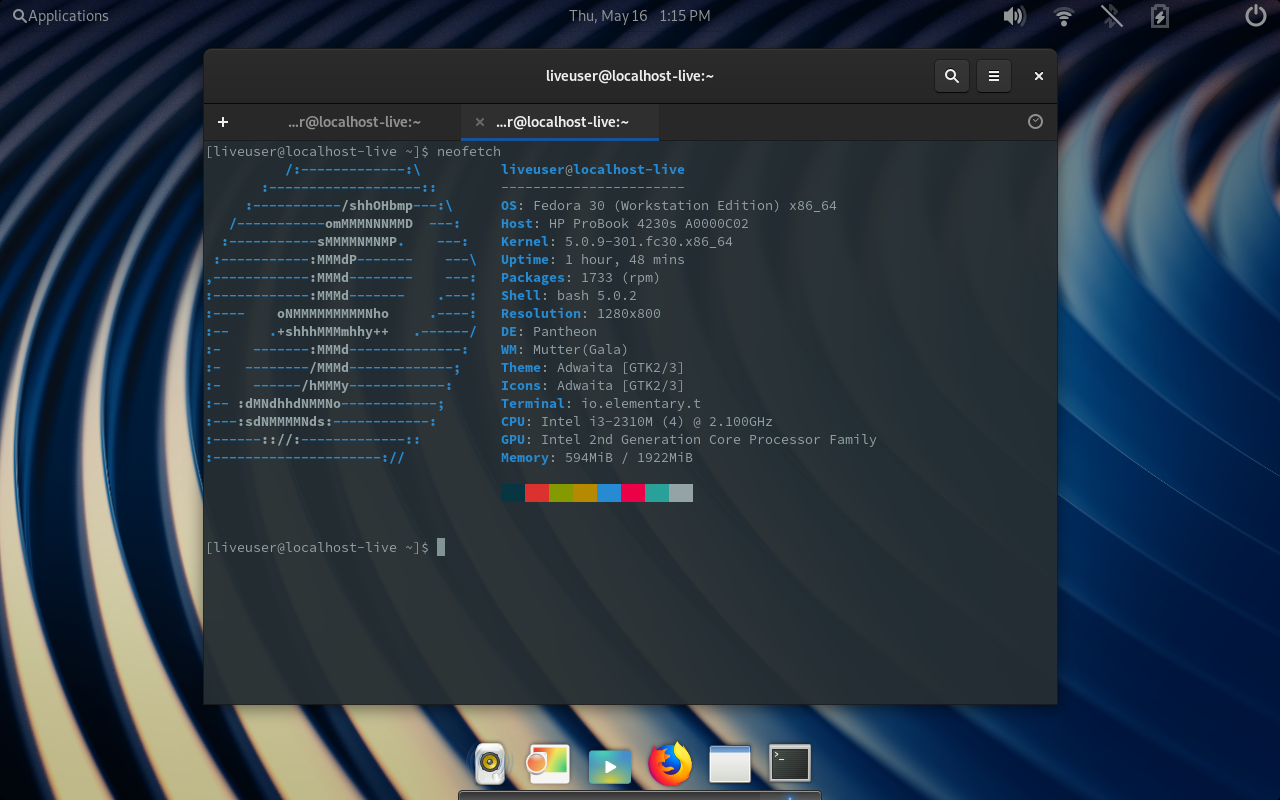 Applications
Thu, May 16   1:15 PM
liveuser@localhost-live:~
...r@localhost-live:~
...r@localhost-live:~
[liveuser@localhost-live ~]$ neofetch
          /:-------------:\          liveuser@localhost-live
       :-------------------::        -----------------------
     :-----------/shhOHbmp---:\      OS: Fedora 30 (Workstation Edition) x86_64
   /-----------omMMMNNNMMD  ---:     Host: HP ProBook 4230s A0000C02
  :-----------sMMMMNMNMP.    ---:    Kernel: 5.0.9-301.fc30.x86_64
 :-----------:MMMdP-------    ---\   Uptime: 1 hour, 48 mins
,------------:MMMd--------    ---:   Packages: 1733 (rpm)
:------------:MMMd-------    .---:   Shell: bash 5.0.2
:----    oNMMMMMMMMMNho     .----:   Resolution: 1280x800
:--     .+shhhMMMmhhy++   .------/   DE: Pantheon
:-    -------:MMMd--------------:    WM: Mutter(Gala)
:-   --------/MMMd-------------;     Theme: Adwaita [GTK2/3]
:-    ------/hMMMy------------:      Icons: Adwaita [GTK2/3]
:-- :dMNdhhdNMMNo------------;       Terminal: io.elementary.t
:---:sdNMMMMNds:------------:        CPU: Intel i3-2310M (4) @ 2.100GHz
:------:://:-------------::          GPU: Intel 2nd Generation Core Processor Family
:---------------------://            Memory: 594MiB / 1922MiB
[liveuser@localhost-live ~]$